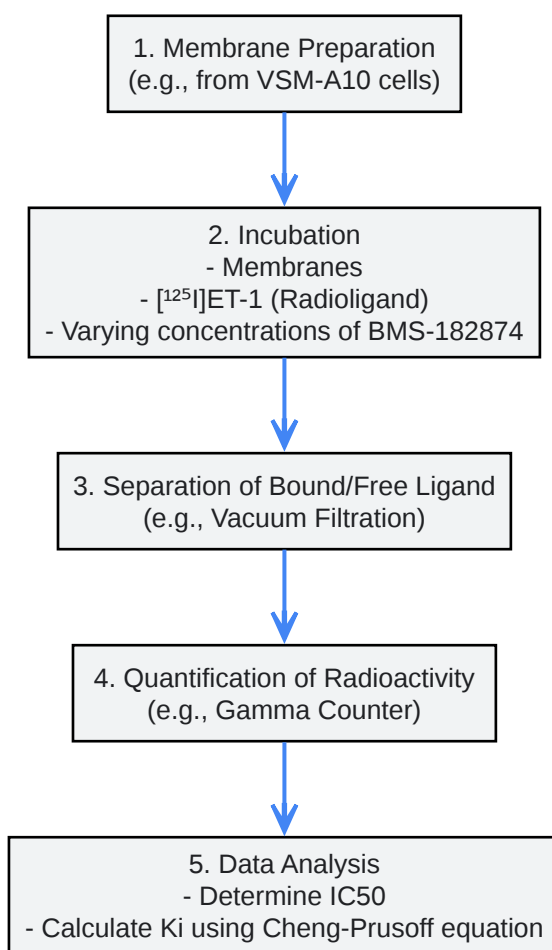 1. Membrane Preparation
(e.g., from VSM-A10 cells)
2. Incubation
- Membranes
- [¹²⁵I]ET-1 (Radioligand)
- Varying concentrations of BMS-182874
3. Separation of Bound/Free Ligand
(e.g., Vacuum Filtration)
4. Quantification of Radioactivity
(e.g., Gamma Counter)
5. Data Analysis
- Determine IC50
- Calculate Ki using Cheng-Prusoff equation